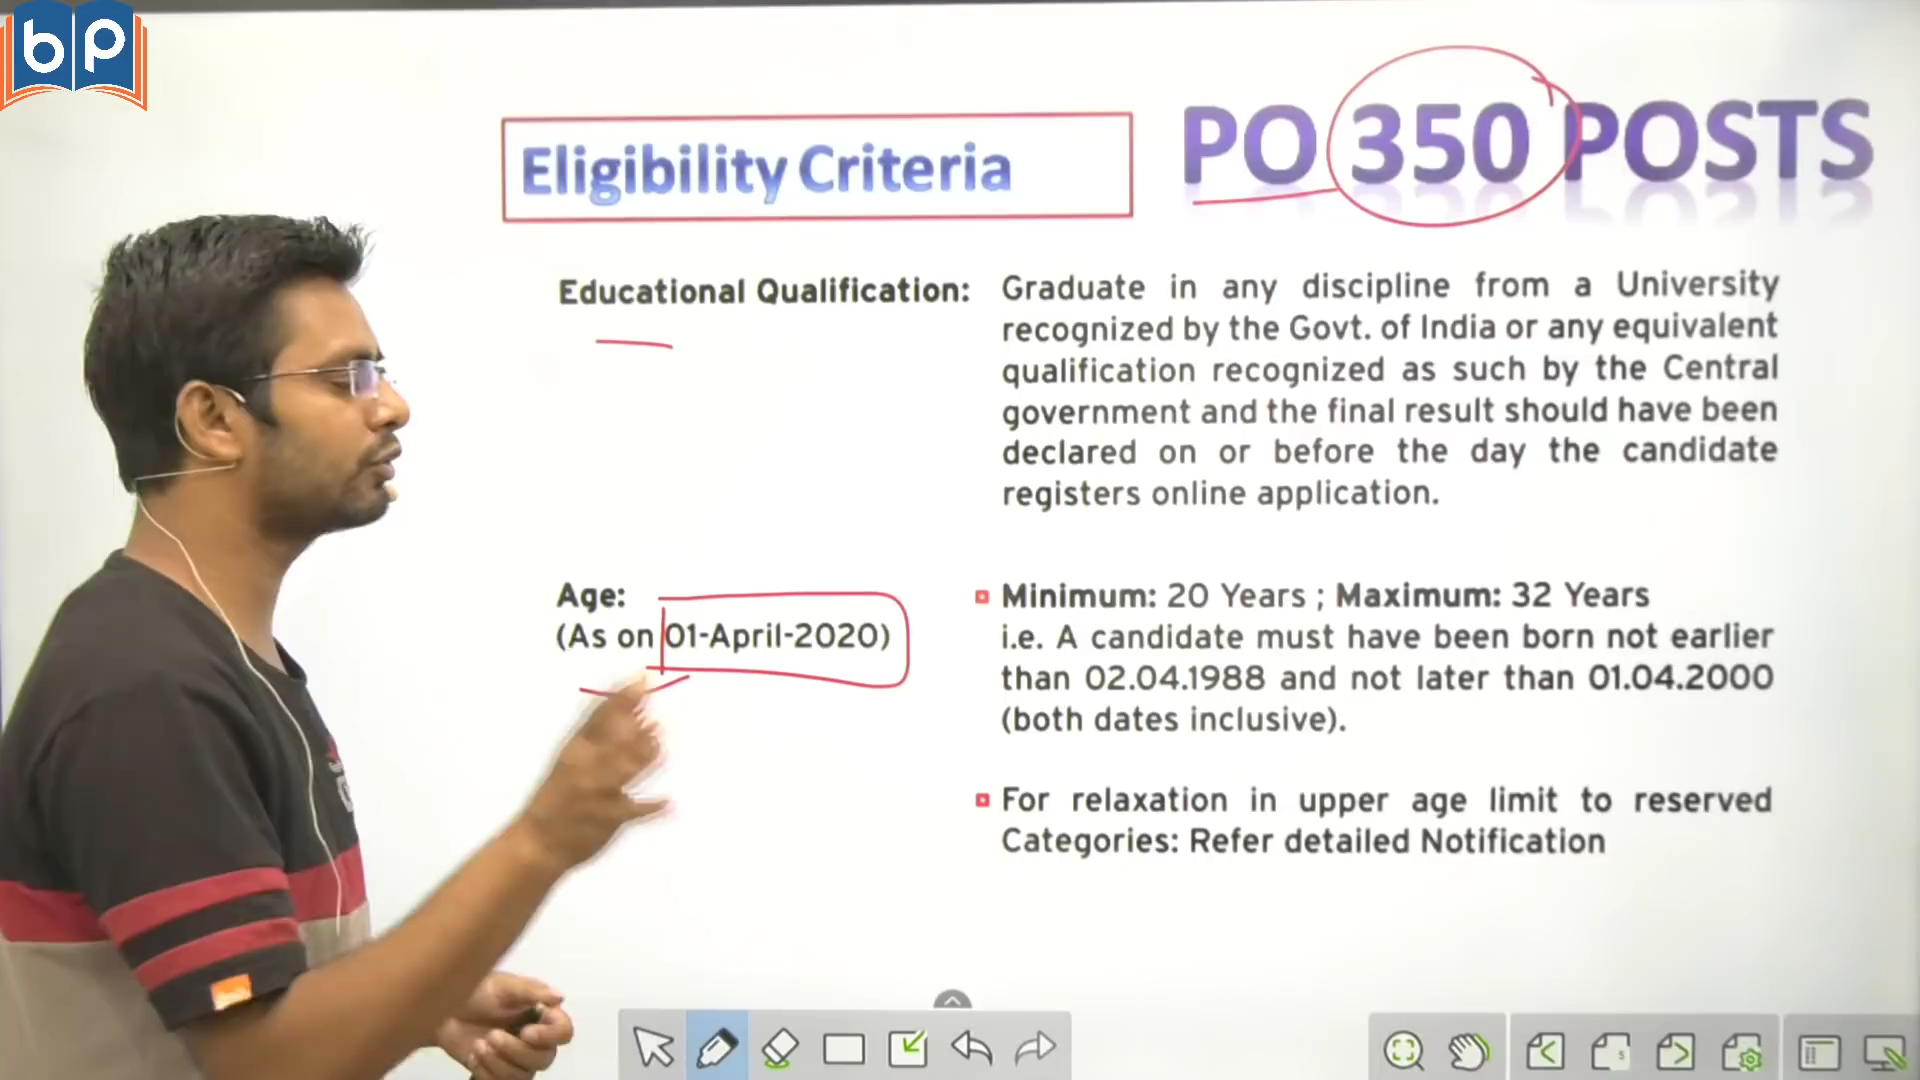 bp
Eligibility Criteria
PO 350 POSTS
Educational Qualification:
Graduate in any discipline from a University
recognized by the Govt. of India or any equivalent
qualification recognized as such by the Central
government and the final result should have been
declared on or before the day the candidate
registers online application.
Age:
(As on 01-April-2020)
Minimum: 20 Years ; Maximum: 32 Years
i.e. A candidate must have been born not earlier
than 02.04.1988 and not later than 01.04.2000
(both dates inclusive).
For relaxation in upper age limit to reserved
Categories: Refer detailed Notification
5